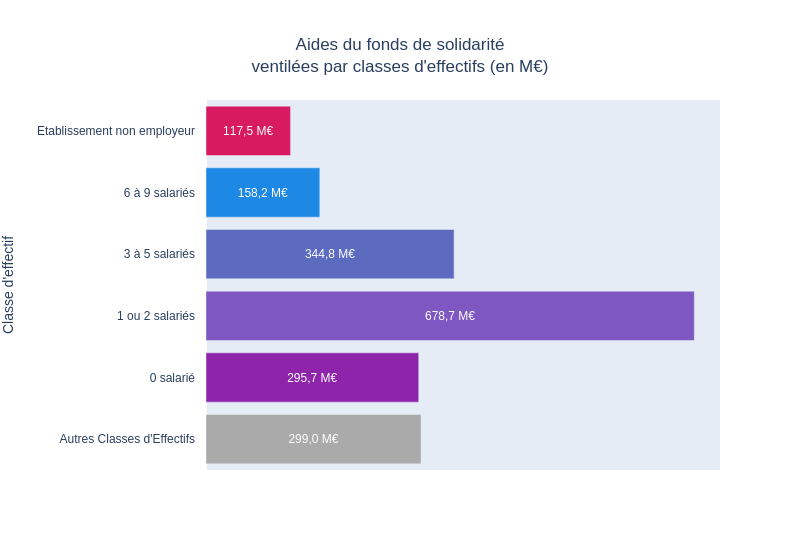 Aides du fonds de solidarité
ventilées par classes d'effectifs (en M€)
Classe d'effectif
Etablissement non employeur
117,5 M€
6 à 9 salariés
158,2 M€
3 à 5 salariés
344,8 M€
1 ou 2 salariés
678,7 M€
0 salarié
295,7 M€
Autres Classes d'Effectifs
299,0 M€